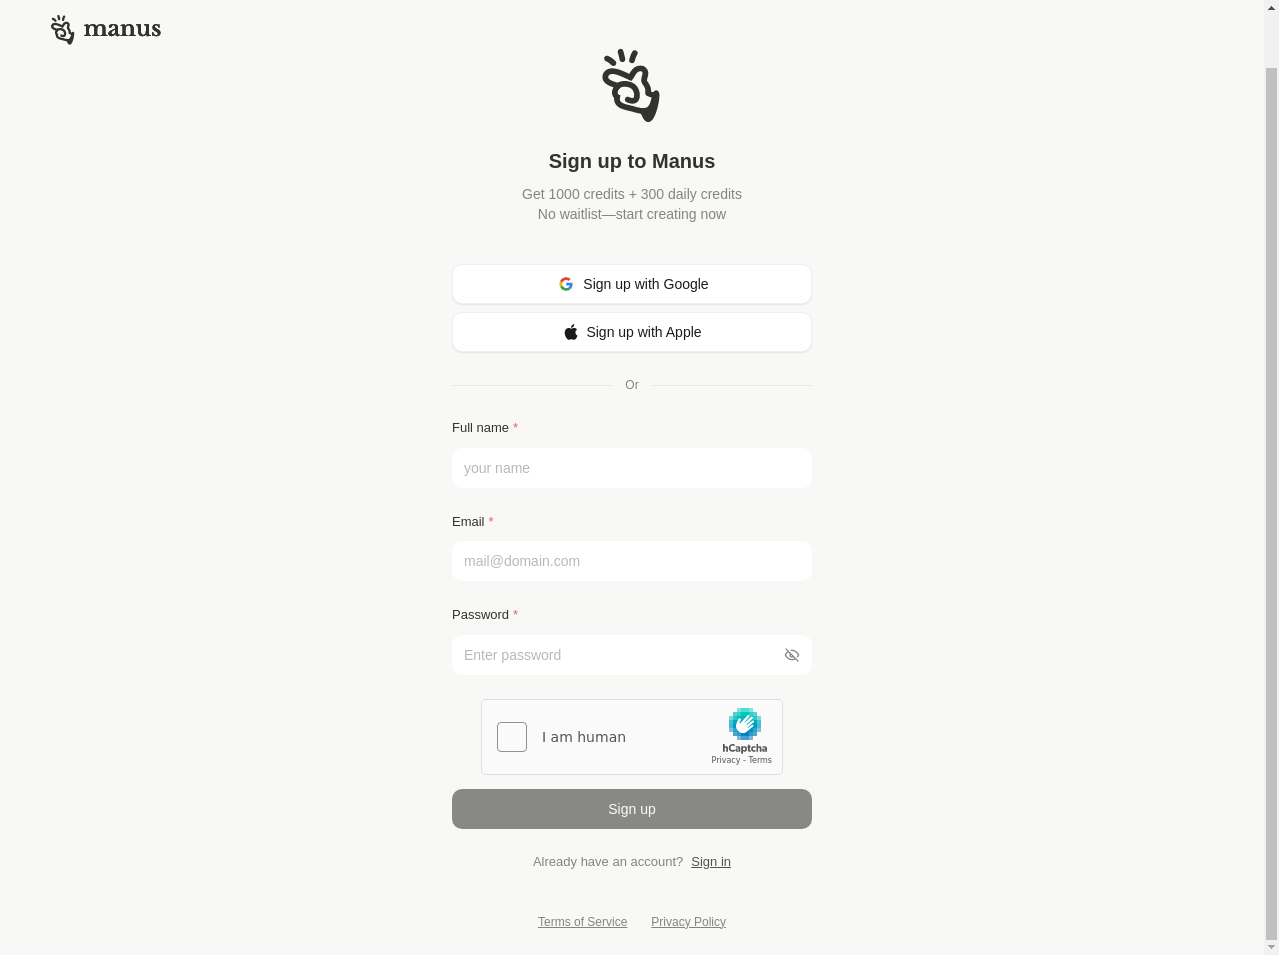 manus
Sign up to Manus
Get 1000 credits + 300 daily credits
No waitlist—start creating now
Sign up with Google
Sign up with Apple
Or
Full name *
your name
Email *
mail@domain.com
Password *
Enter password
I am human
hCaptcha
Privacy - Terms
Sign up
Already have an account? Sign in
Terms of Service Privacy Policy